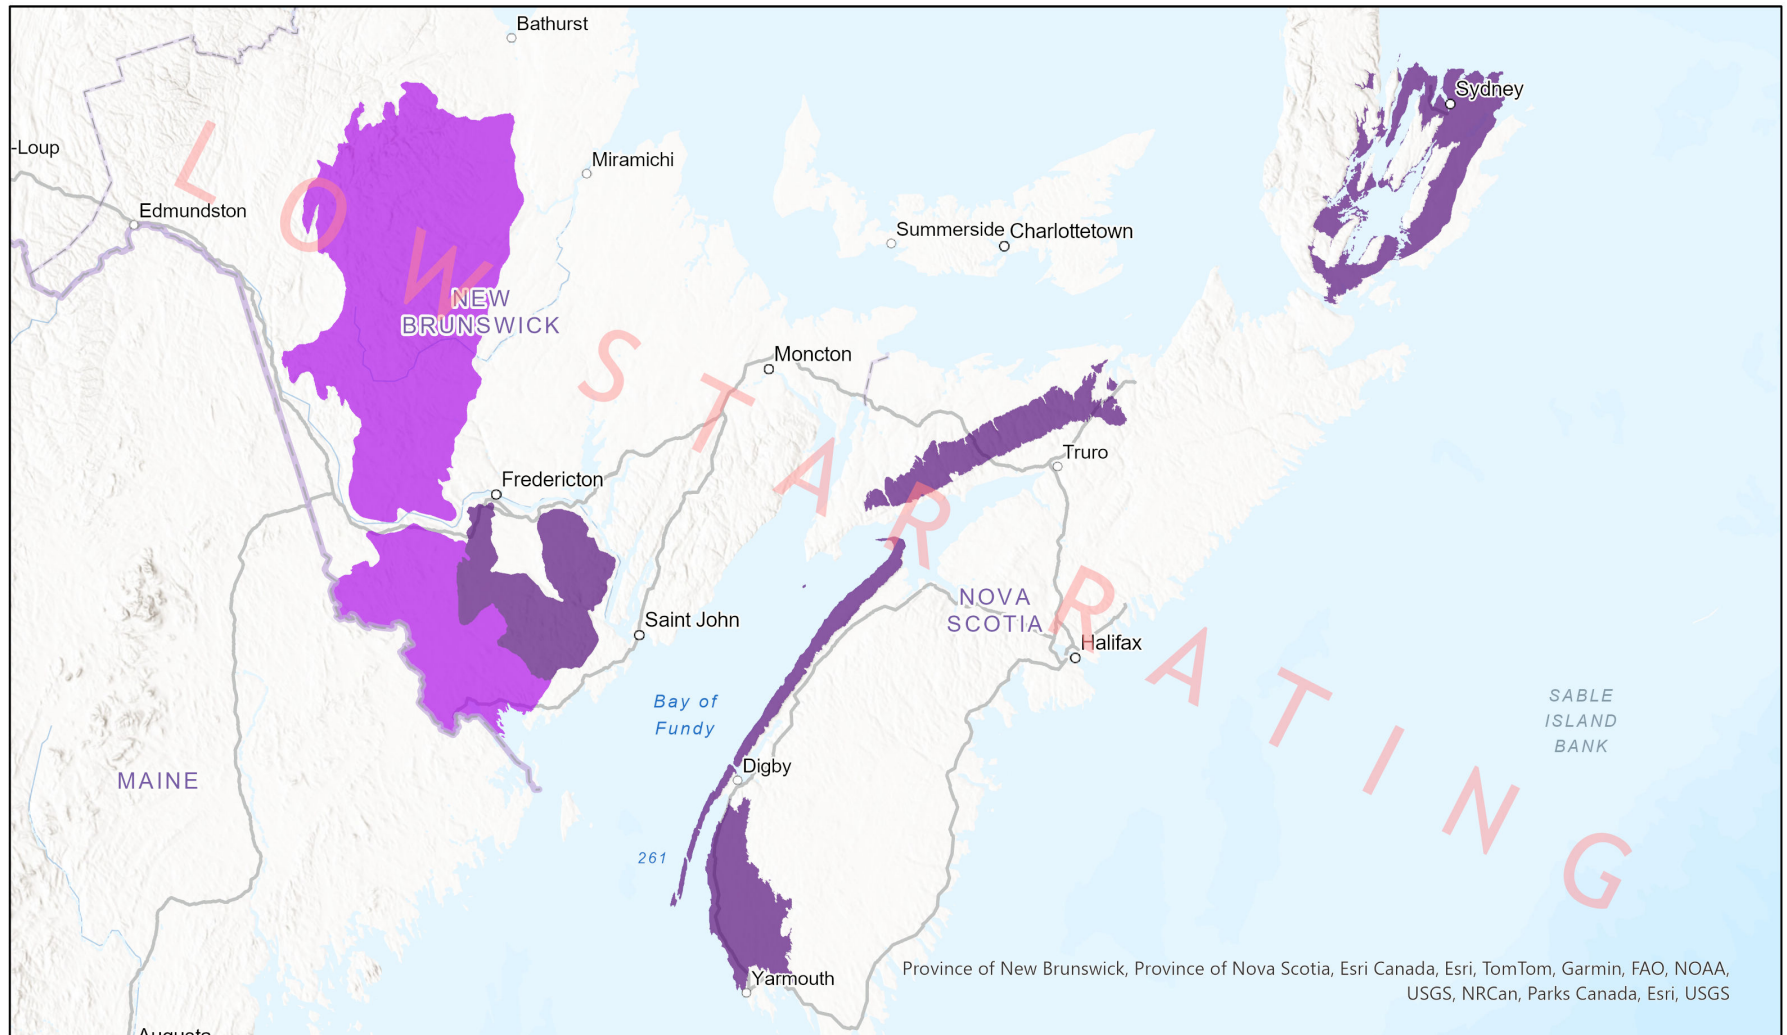 Bathurst
Sydney
-Loup
Miramichi
Edmundston
Summerside
Charlottetown
NEW
BRUNSWICK
Moncton
Truro
Fredericton
NOVA
SCOTIA
Saint John
Halifax
Bay of
Fundy
SABLE
ISLAND
BANK
MAINE
Digby
261
Yarmouth
LOW STAR RATING
Province of New Brunswick, Province of Nova Scotia, Esri Canada, Esri, TomTom, Garmin, FAO, NOAA,
USGS, NRCan, Parks Canada, Esri, USGS